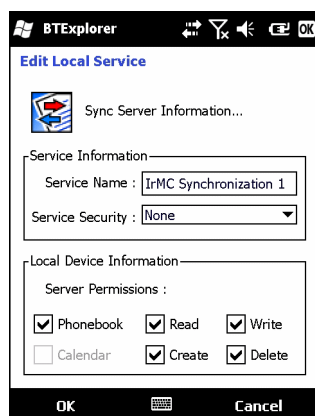 BTExplorer OK
Edit Local Service
Sync Server Information...
Service Information
Service Name : IrMC Synchronization 1
Service Security : None
Local Device Information
Server Permissions :
Phonebook Read Write
Calendar Create Delete
OK Cancel